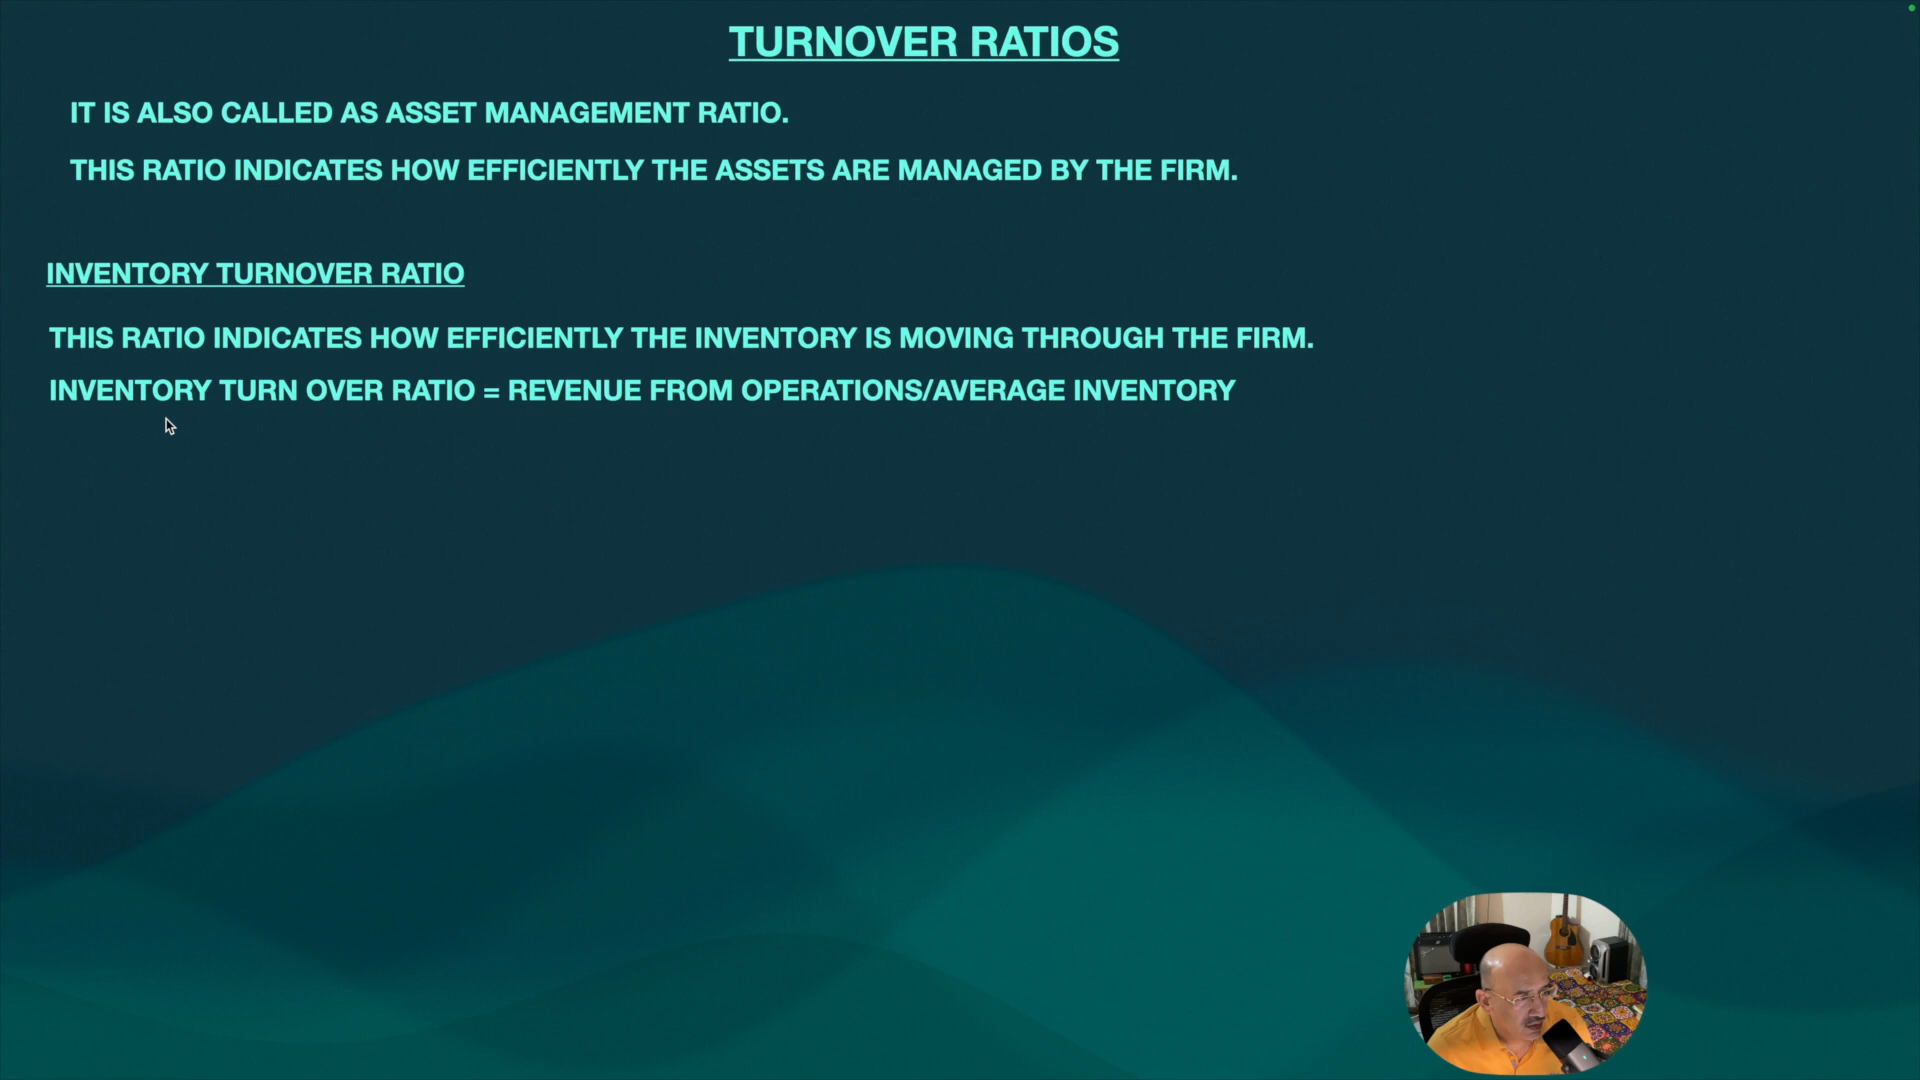 TURNOVER RATIOS
IT IS ALSO CALLED AS ASSET MANAGEMENT RATIO.
THIS RATIO INDICATES HOW EFFICIENTLY THE ASSETS ARE MANAGED BY THE FIRM.
INVENTORY TURNOVER RATIO
THIS RATIO INDICATES HOW EFFICIENTLY THE INVENTORY IS MOVING THROUGH THE FIRM.
INVENTORY TURN OVER RATIO = REVENUE FROM OPERATIONS/AVERAGE INVENTORY